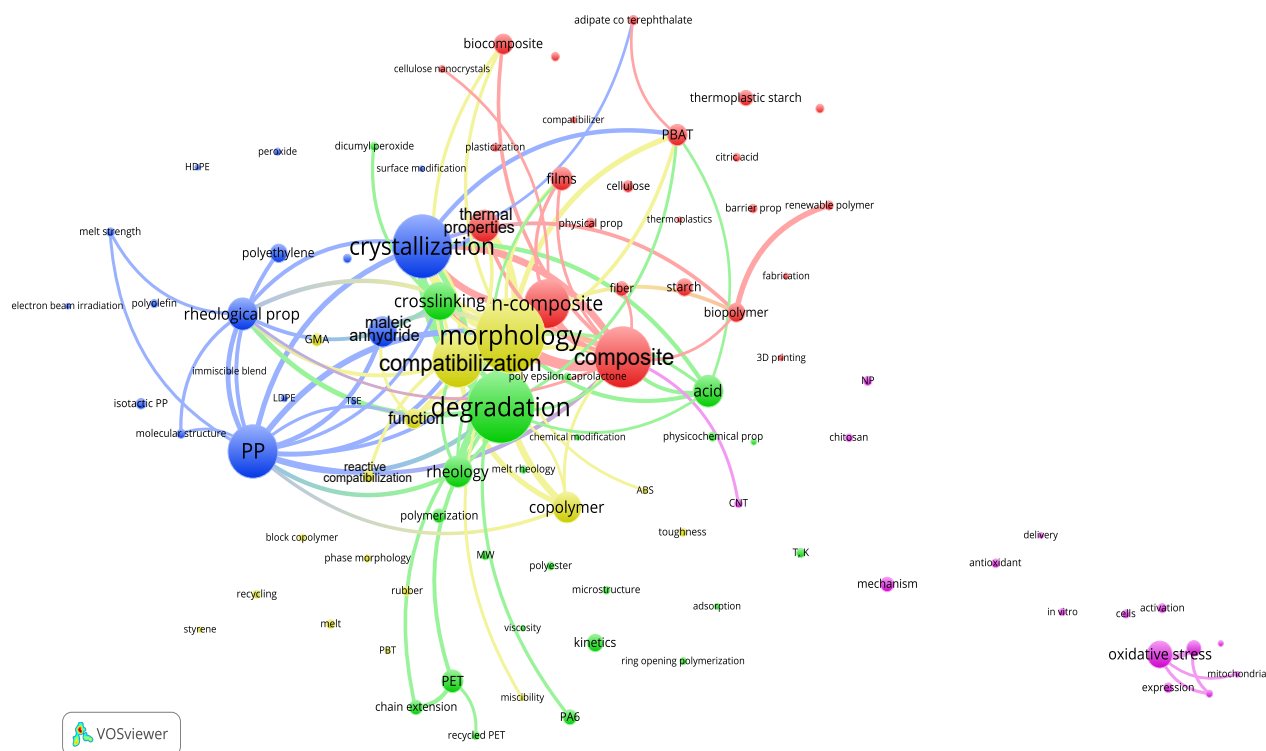 adipate co terephthalate
biocomposite
cellulose nanocrystals
thermoplastic starch
compatibilizer
PBAT
dicumyl peroxide
plasticization
peroxide
citric acid
HDPE
surface modification
films
cellulose
thermal
properties
physical prop
thermoplastics
barrier prop
renewable polymer
melt strength
crystallization
polyethylene
fabrication
fiber
starch
electron beam irradiation
polyolefin
crosslinking
n-composite
rheological prop
biopolymer
maleic
anhydride
GMA
morphology
composite
3D printing
compatibilization
immiscible blend
poly epsilon caprolactone
NP
acid
isotactic PP
LDPE
TSE
degradation
function
molecular structure
chemical modification
physicochemical prop
chitosan
PP
reactive
compatibilization
rheology
melt rheology
ABS
CNT
copolymer
polymerization
block copolymer
toughness
delivery
phase morphology
MW
T, K
polyester
antioxidant
mechanism
recycling
rubber
microstructure
adsorption
in vitro
cells
activation
styrene
melt
viscosity
kinetics
PBT
ring opening polymerization
oxidative stress
mitochondria
PET
expression
miscibility
chain extension
PA6
recycled PET
VOSviewer